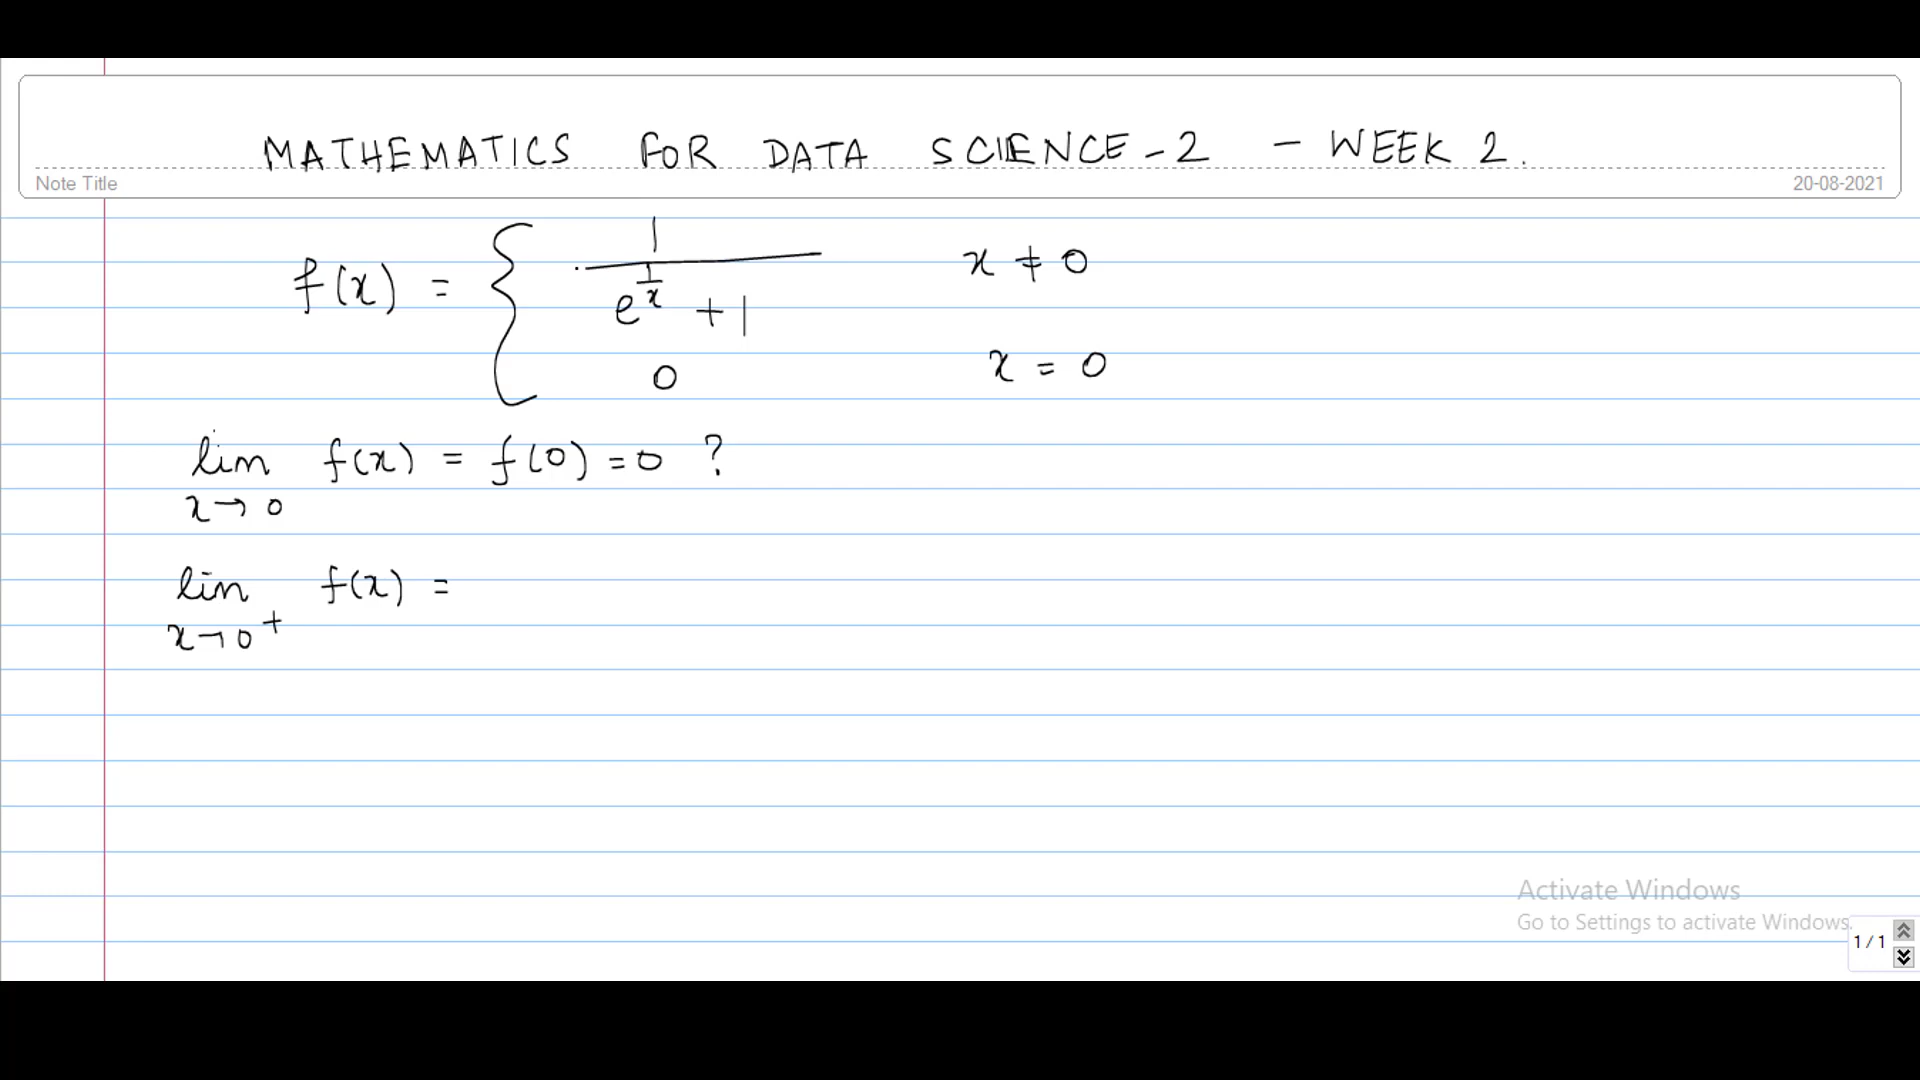 MATHEMATICS FOR DATA SCIENCE - 2 - WEEK 2.
Note Title
20-08-2021
f(x) = { 1 / (e^(1/x) + 1) x ≠ 0
0 x = 0
lim x→0 f(x) = f(0) = 0 ?
lim x→0+ f(x) =
Activate Windows
Go to Settings to activate Windows.
1 / 1